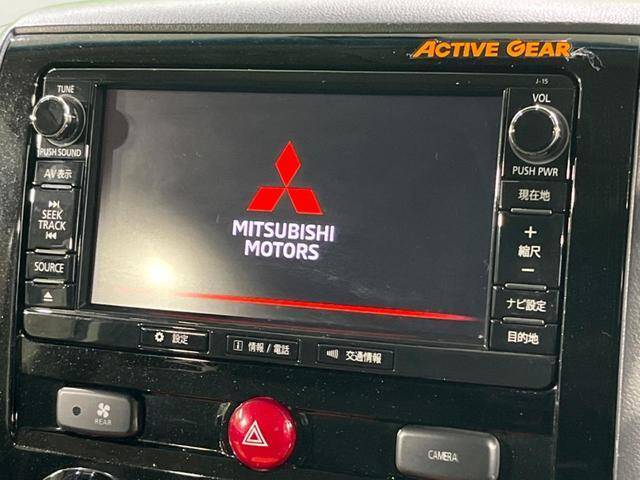 ACTIVE GEAR
J-15
TUNE
PUSH SOUND
AV表示
SEEK
TRACK
SOURCE
MITSUBISHI
MOTORS
VOL
PUSH PWR
現在地
+
縮尺
−
ナビ設定
目的地
設定
情報 / 電話
交通情報
REAR
CAMERA